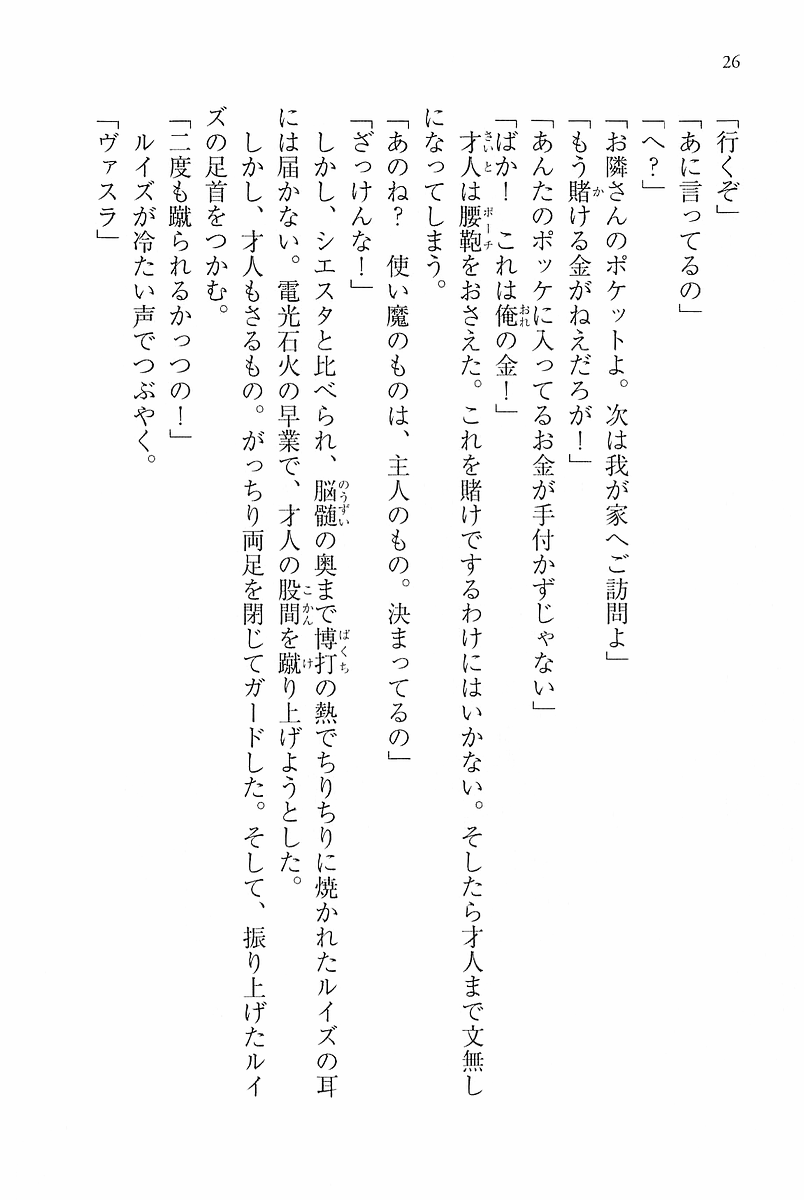 26
「行くぞ」
「あに言ってるの」
「へ？」
「お隣さんのポケットよ。次は我が家へご訪問よ」
「もう賭ける金がねえだろが！」
「あんたのポッケに入ってるお金が手付かずじゃない」
「ばか！　これは俺の金！」
　才人は腰鞄をおさえた。これを賭けでするわけにはいかない。そしたら才人まで文無し
になってしまう。
「あのね？　使い魔のものは、主人のもの。決まってるの」
「ざっけんな！」
　しかし、シエスタと比べられ、脳髄の奥まで博打の熱でちりちりに焼かれたルイズの耳
には届かない。電光石火の早業で、才人の股間を蹴り上げようとした。
　しかし、才人もさるもの。がっちり両足を閉じてガードした。そして、振り上げたルイ
ズの足首をつかむ。
「二度も蹴られるかっつの！」
　ルイズが冷たい声でつぶやく。
「ヴァスラ」